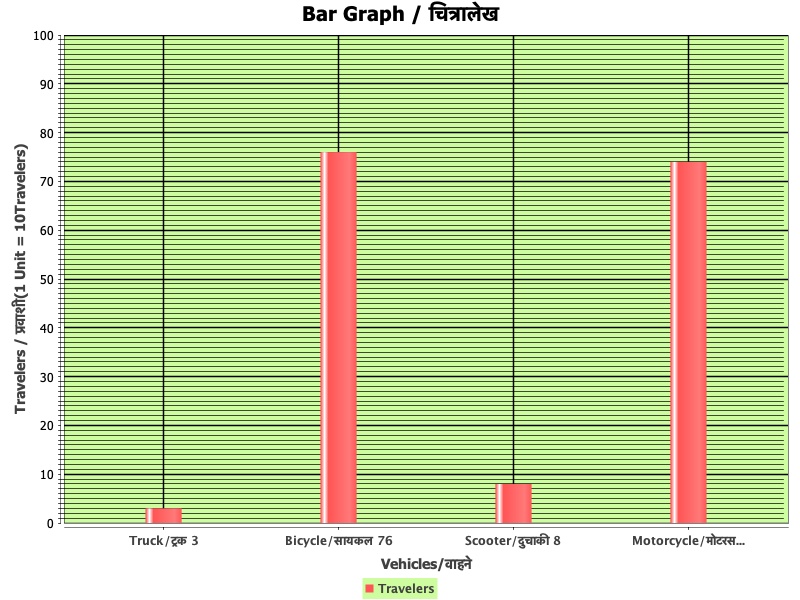 Bar Graph / चित्रालेख
100
90
80
70
60
50
40
30
20
10
0
Travelers / प्रवाशी(1 Unit = 10Travelers)
Truck/ट्रक 3
Bicycle/सायकल 76
Scooter/दुचाकी 8
Motorcycle/मोटरस...
Vehicles/वाहने
Travelers